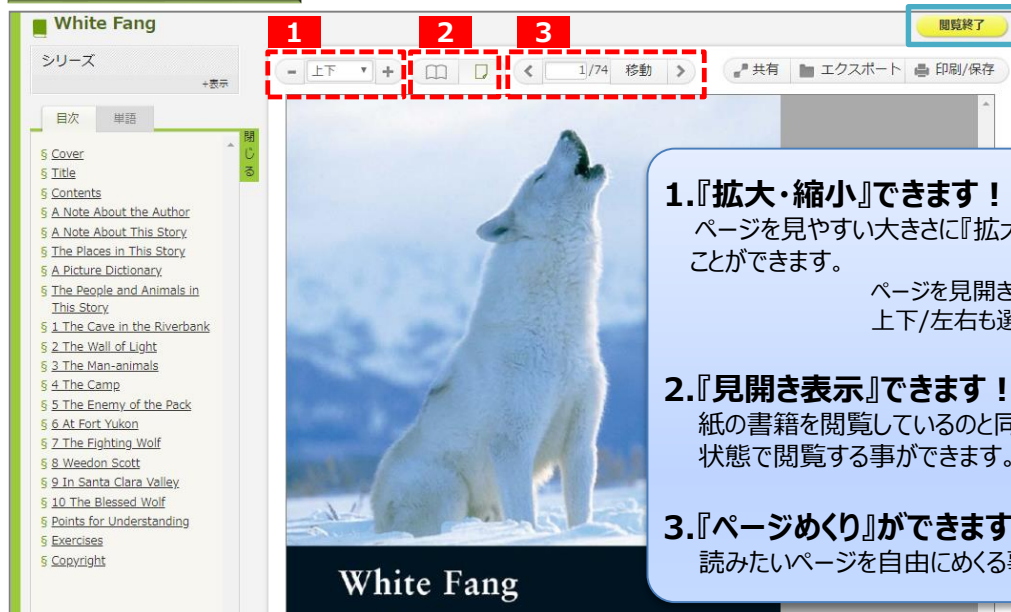 White Fang
シリーズ
+表示
目次 単語
閉じる
§ Cover
§ Title
§ Contents
§ A Note About the Author
§ A Note About This Story
§ The Places in This Story
§ A Picture Dictionary
§ The People and Animals in
This Story
§ 1 The Cave in the Riverbank
§ 2 The Wall of Light
§ 3 The Man-animals
§ 4 The Camp
§ 5 The Enemy of the Pack
§ 6 At Fort Yukon
§ 7 The Fighting Wolf
§ 8 Weedon Scott
§ 9 In Santa Clara Valley
§ 10 The Blessed Wolf
§ Points for Understanding
§ Exercises
§ Copyright
1 2 3
閲覧終了
- 上下 ▼ +
< 1/74 移動 >
共有 エクスポート 印刷/保存
1.『拡大・縮小』できます！
ページを見やすい大きさに『拡大
ことができます。
ページを見開き
上下/左右も選
2.『見開き表示』できます！
紙の書籍を閲覧しているのと同
状態で閲覧する事ができます。
3.『ページめくり』ができます
読みたいページを自由にめくる事
White Fang